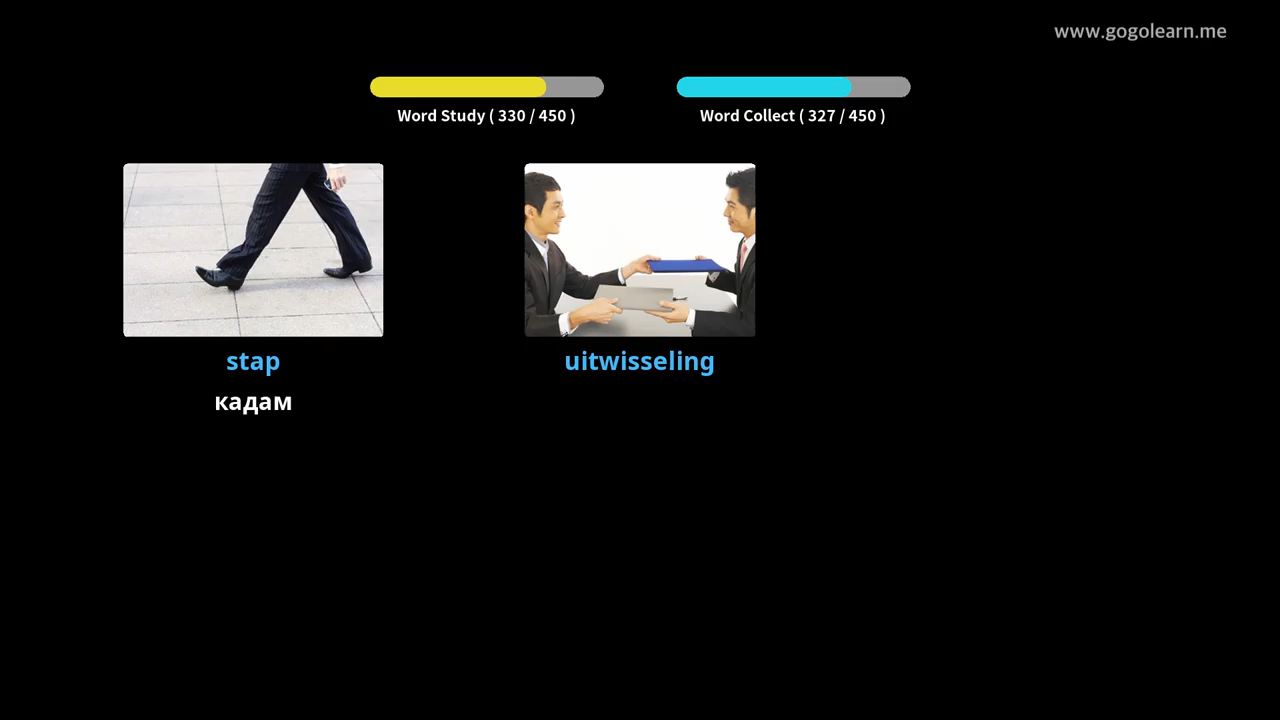 www.gogolearn.me
Word Study ( 330 / 450 )
Word Collect ( 327 / 450 )
stap
uitwisseling
кадам